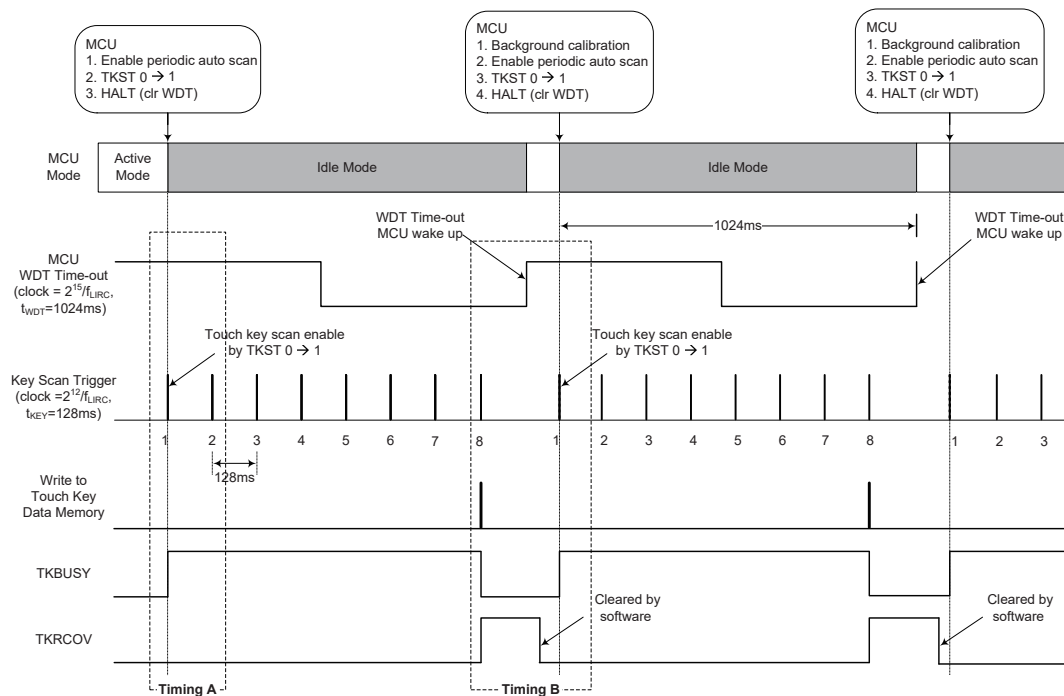 MCU
1. Enable periodic auto scan
2. TKST 0 → 1
3. HALT (clr WDT)
MCU
1. Background calibration
2. Enable periodic auto scan
3. TKST 0 → 1
4. HALT (clr WDT)
MCU
1. Background calibration
2. Enable periodic auto scan
3. TKST 0 → 1
4. HALT (clr WDT)
MCU
Mode
Active
Mode
Idle Mode
Idle Mode
WDT Time-out
MCU wake up
1024ms
WDT Time-out
MCU wake up
MCU
WDT Time-out
(clock = 2^15/fLIRC,
tWDT=1024ms)
Touch key scan enable
by TKST 0 → 1
Touch key scan enable
by TKST 0 → 1
Key Scan Trigger
(clock =2^12/fLIRC,
tKEY=128ms)
1 2 3 4 5 6 7 8 1 2 3 4 5 6 7 8 1 2 3
128ms
Write to
Touch Key
Data Memory
TKBUSY
Cleared by
software
Cleared by
software
TKRCOV
Timing A
Timing B